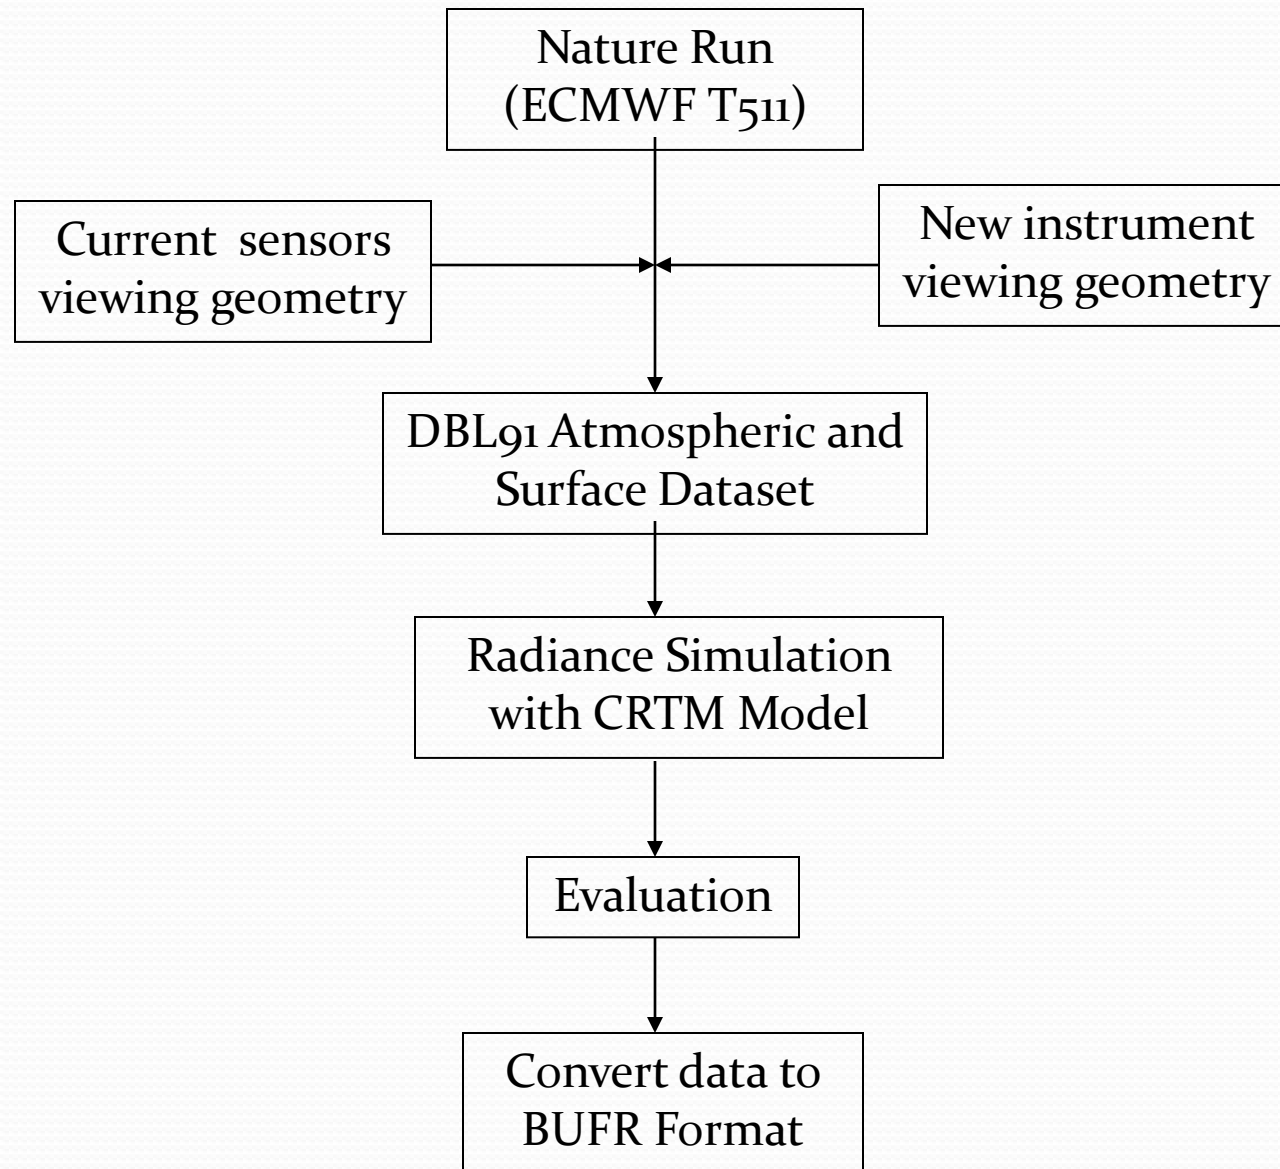 Nature Run
(ECMWF T511)
Current sensors
viewing geometry
New instrument
viewing geometry
DBL91 Atmospheric and
Surface Dataset
Radiance Simulation
with CRTM Model
Evaluation
Convert data to
BUFR Format